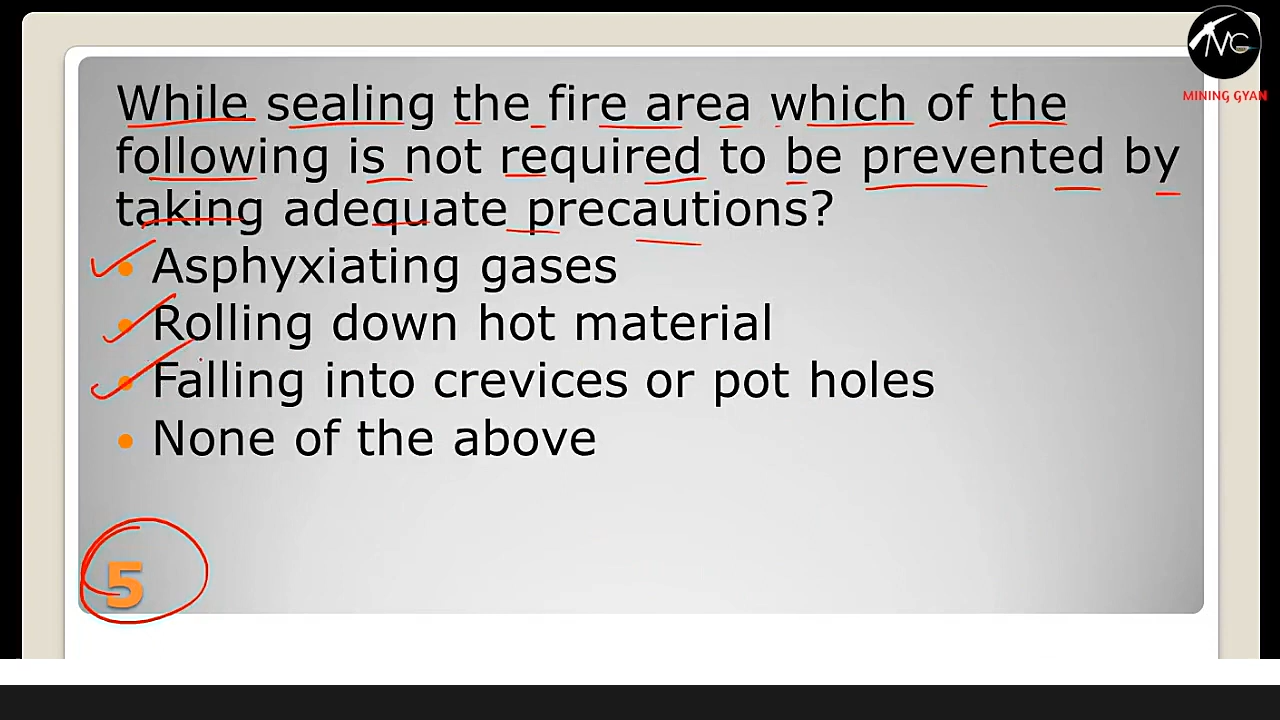 MC
MINING GYAN
While sealing the fire area which of the
following is not required to be prevented by
taking adequate precautions?
• Asphyxiating gases
• Rolling down hot material
• Falling into crevices or pot holes
• None of the above
5